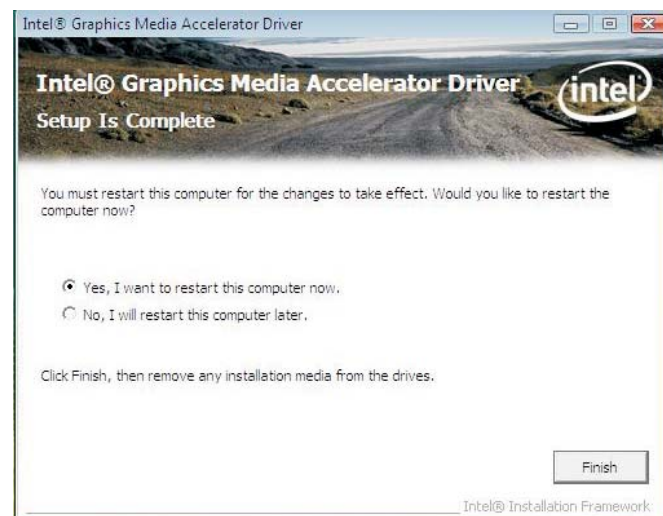 Intel® Graphics Media Accelerator Driver
Intel® Graphics Media Accelerator Driver
intel
Setup Is Complete
You must restart this computer for the changes to take effect. Would you like to restart the
computer now?
Yes, I want to restart this computer now.
No, I will restart this computer later.
Click Finish, then remove any installation media from the drives.
Finish
Intel® Installation Framework